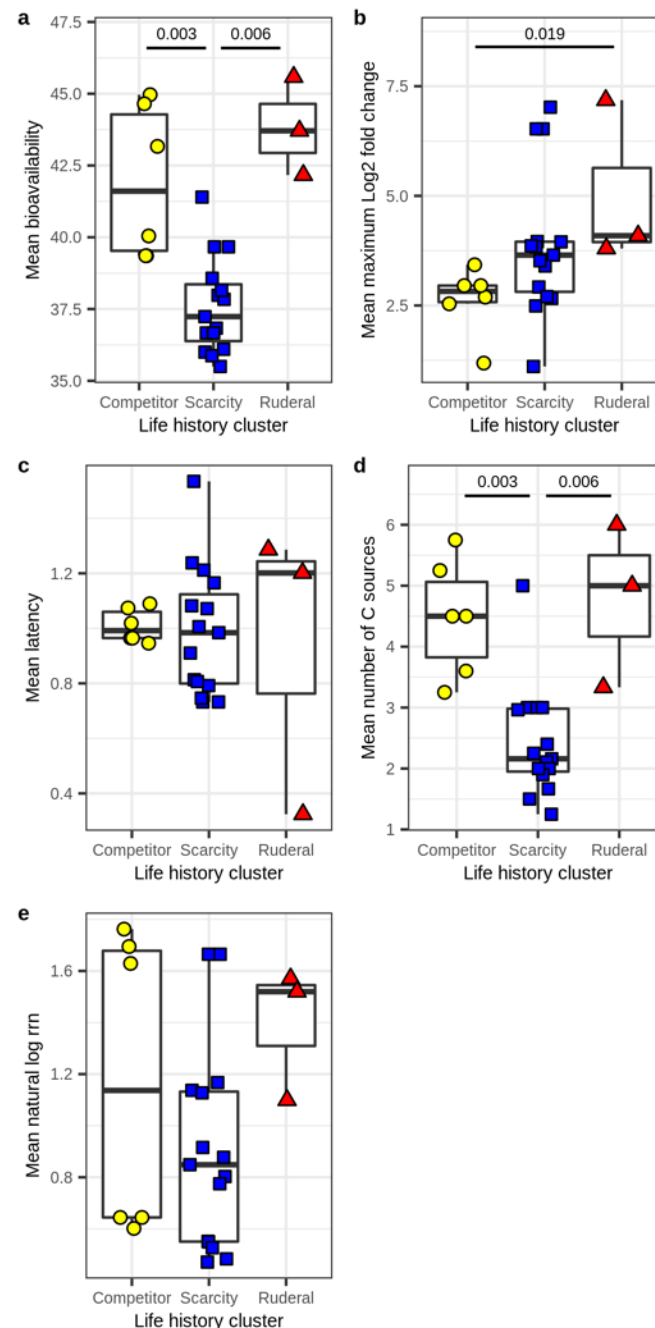 a
0.003 0.006
47.5
45.0
42.5
40.0
37.5
35.0
Mean bioavailability
Competitor Scarcity Ruderal
Life history cluster
b
0.019
7.5
5.0
2.5
Mean maximum Log2 fold change
Competitor Scarcity Ruderal
Life history cluster
c
1.2
0.8
0.4
Mean latency
Competitor Scarcity Ruderal
Life history cluster
d
0.003 0.006
6
5
4
3
2
1
Mean number of C sources
Competitor Scarcity Ruderal
Life history cluster
e
1.6
1.2
0.8
Mean natural log rrn
Competitor Scarcity Ruderal
Life history cluster